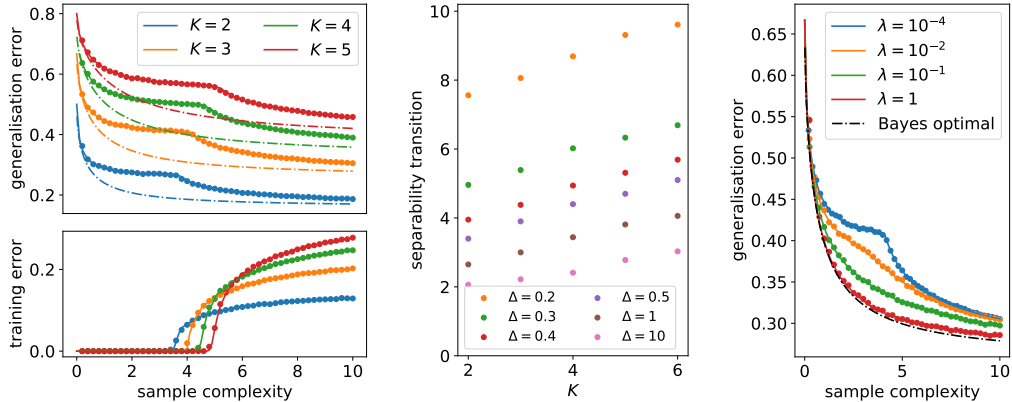 0.8
0.6
0.4
0.2
generalisation error
K = 2
K = 3
K = 4
K = 5
0.2
0.0
training error
0 2 4 6 8 10
sample complexity
10
8
6
4
2
0
separability transition
Δ = 0.2
Δ = 0.3
Δ = 0.4
Δ = 0.5
Δ = 1
Δ = 10
2 4 6
K
0.65
0.60
0.55
0.50
0.45
0.40
0.35
0.30
generalisation error
λ = 10⁻⁴
λ = 10⁻²
λ = 10⁻¹
λ = 1
Bayes optimal
0 5 10
sample complexity